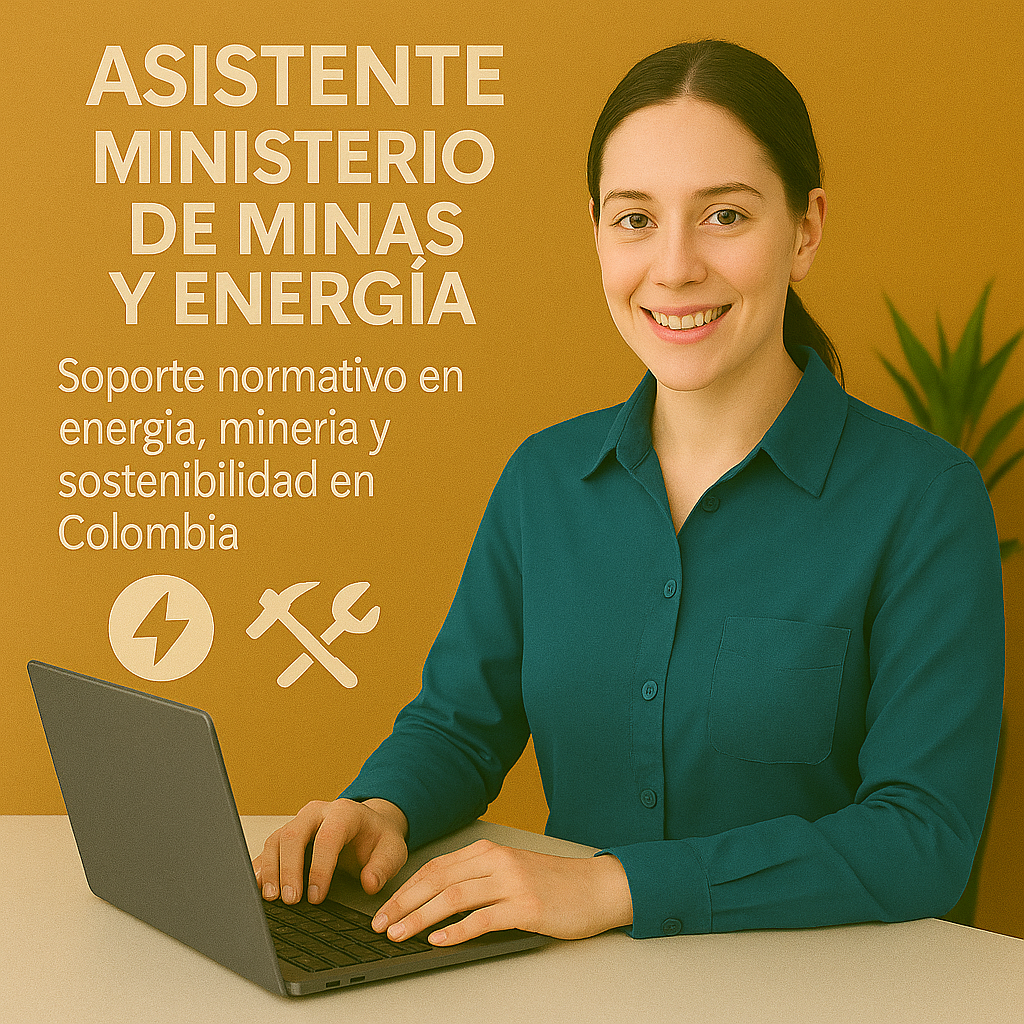 ASISTENTE
MINISTERIO
DE MINAS
Y ENERGÍA
Soporte normativo en
energia, mineria y
sostenibilidad en
Colombia